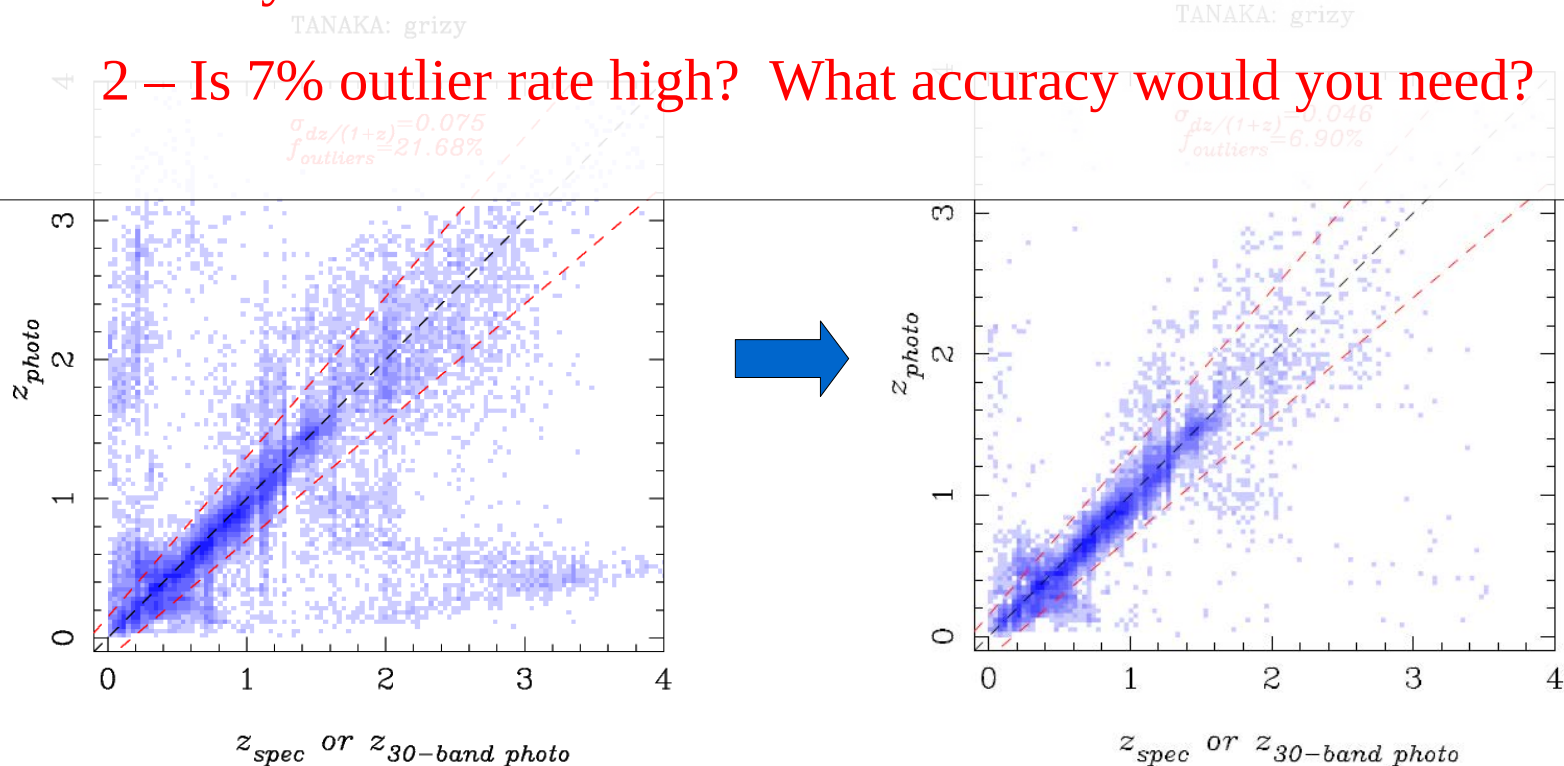 TANAKA: grizy
TANAKA: grizy
2 – Is 7% outlier rate high? What accuracy would you need?
4
σdz/(1+z)=0.075
foutliers=21.68%
σdz/(1+z)=0.046
foutliers=6.90%
3
2
1
0
zphoto
0 1 2 3 4
zspec or z30−band photo
3
2
1
0
zphoto
0 1 2 3 4
zspec or z30−band photo